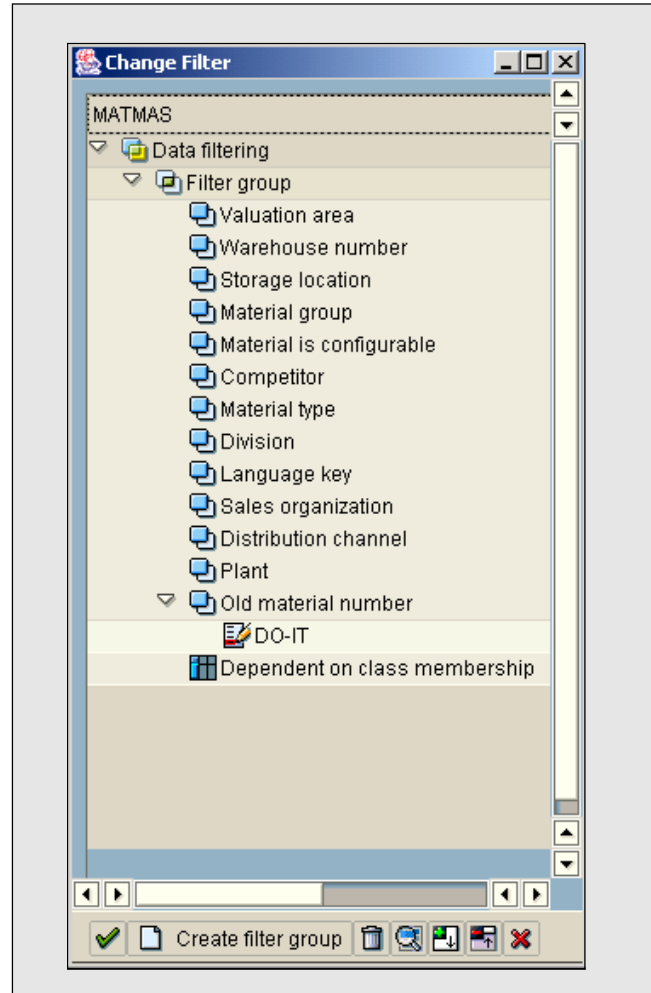 Change Filter
MATMAS
Data filtering
Filter group
Valuation area
Warehouse number
Storage location
Material group
Material is configurable
Competitor
Material type
Division
Language key
Sales organization
Distribution channel
Plant
Old material number
DO-IT
Dependent on class membership
Create filter group